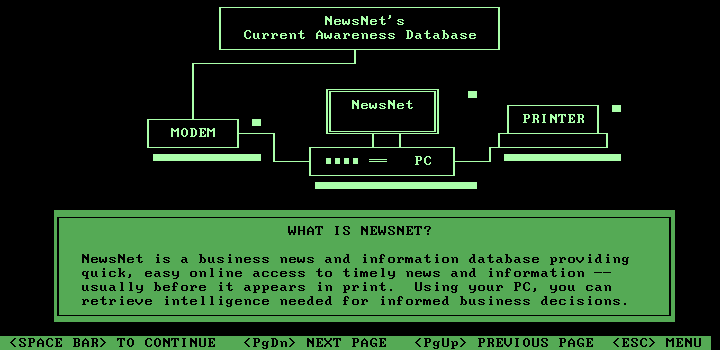 NewsNet's
Current Awareness Database
NewsNet
PRINTER
MODEM
PC
WHAT IS NEWSNET?
NewsNet is a business news and information database providing
quick, easy online access to timely news and information --
usually before it appears in print.  Using your PC, you can
retrieve intelligence needed for informed business decisions.
<SPACE BAR> TO CONTINUE   <PgDn> NEXT PAGE   <PgUp> PREVIOUS PAGE  <ESC> MENU